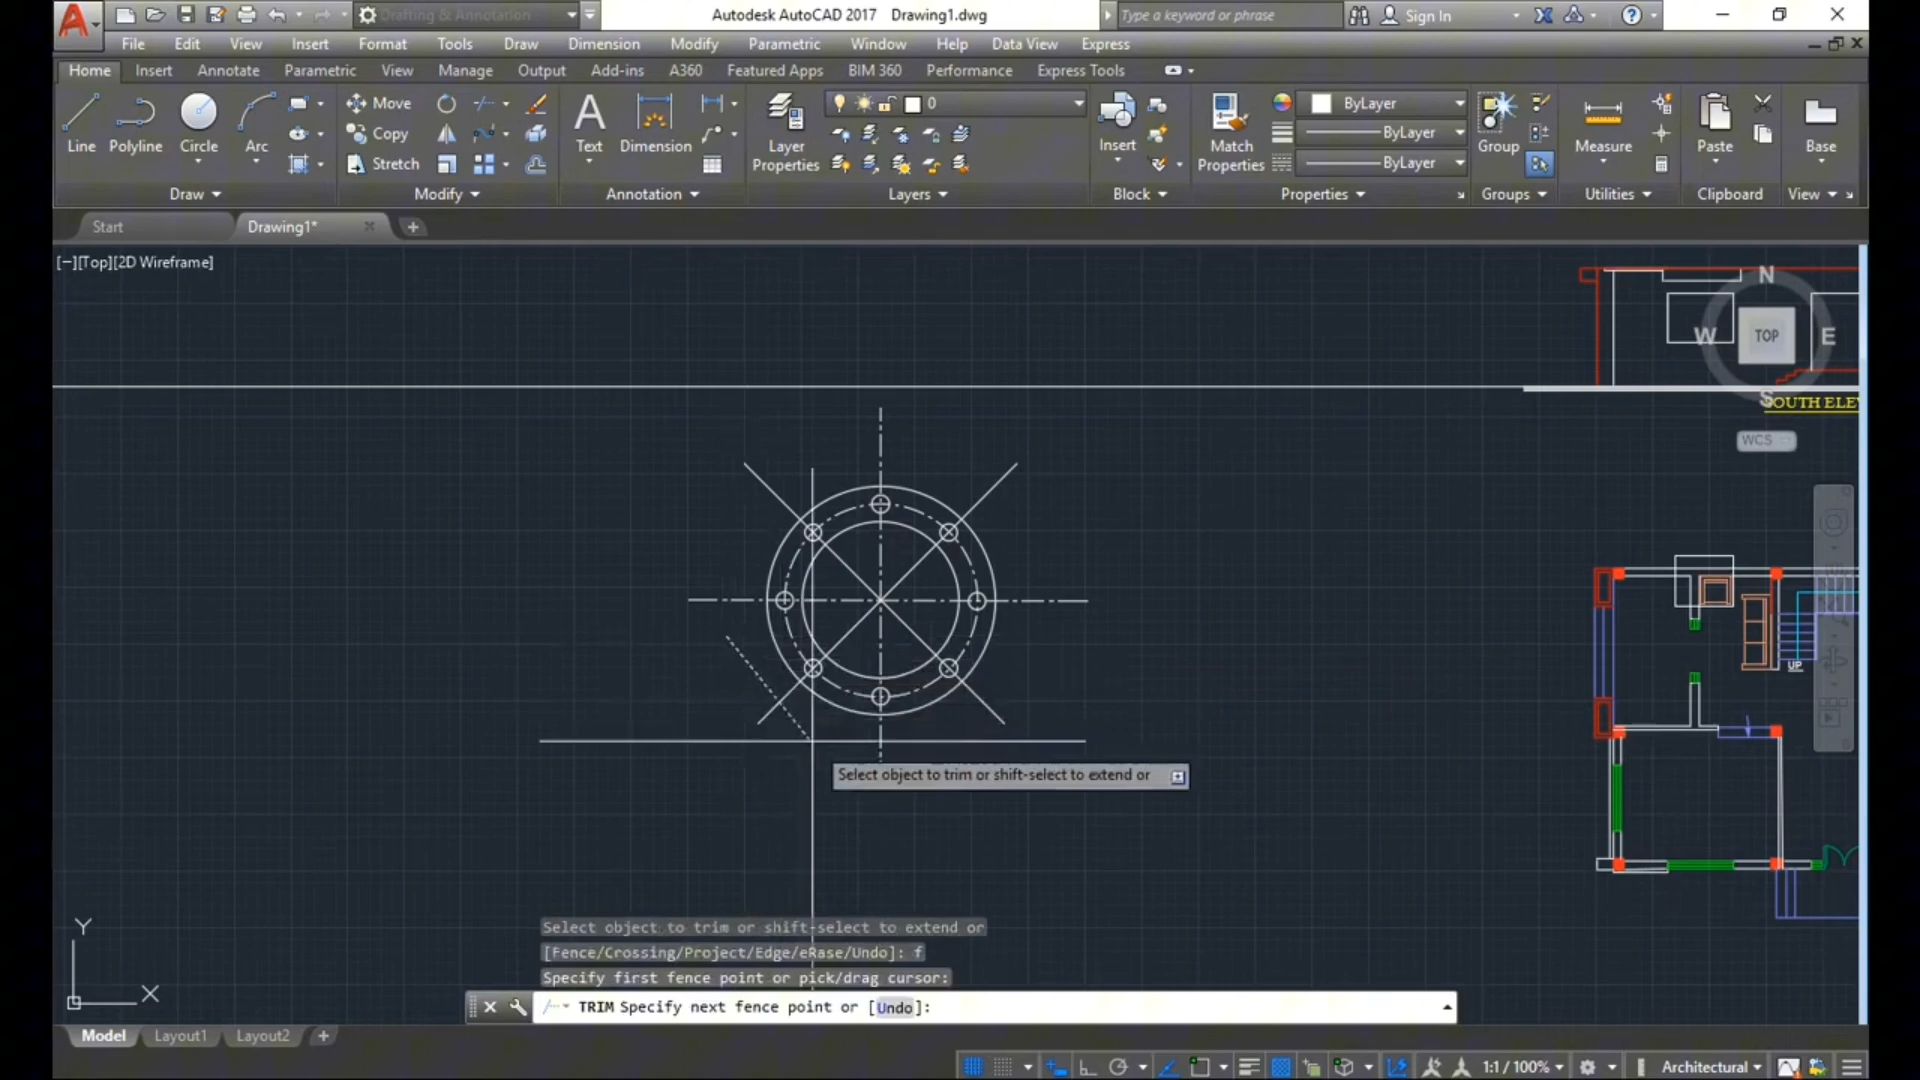 Drafting & Annotation
Autodesk AutoCAD 2017 Drawing1.dwg
Type a keyword or phrase
Sign In
File Edit View Insert Format Tools Draw Dimension Modify Parametric Window Help Data View Express
Home Insert Annotate Parametric View Manage Output Add-ins A360 Featured Apps BIM 360 Performance Express Tools
Line Polyline Circle Arc
Move
Copy
Stretch
Text Dimension
Layer Properties
0
Insert
Match Properties
ByLayer
ByLayer
ByLayer
Group
Measure
Paste
Base
Draw Modify Annotation Layers Block Properties Groups Utilities Clipboard View
Start Drawing1*
[−][Top][2D Wireframe]
N
W TOP E
S
SOUTH ELE
WCS
UP
Select object to trim or shift-select to extend or
Y
X
Select object to trim or shift-select to extend or
[Fence/Crossing/Project/Edge/eRase/Undo]: f
Specify first fence point or pick/drag cursor:
TRIM Specify next fence point or [Undo]:
Model Layout1 Layout2
1:1 / 100% Architectural